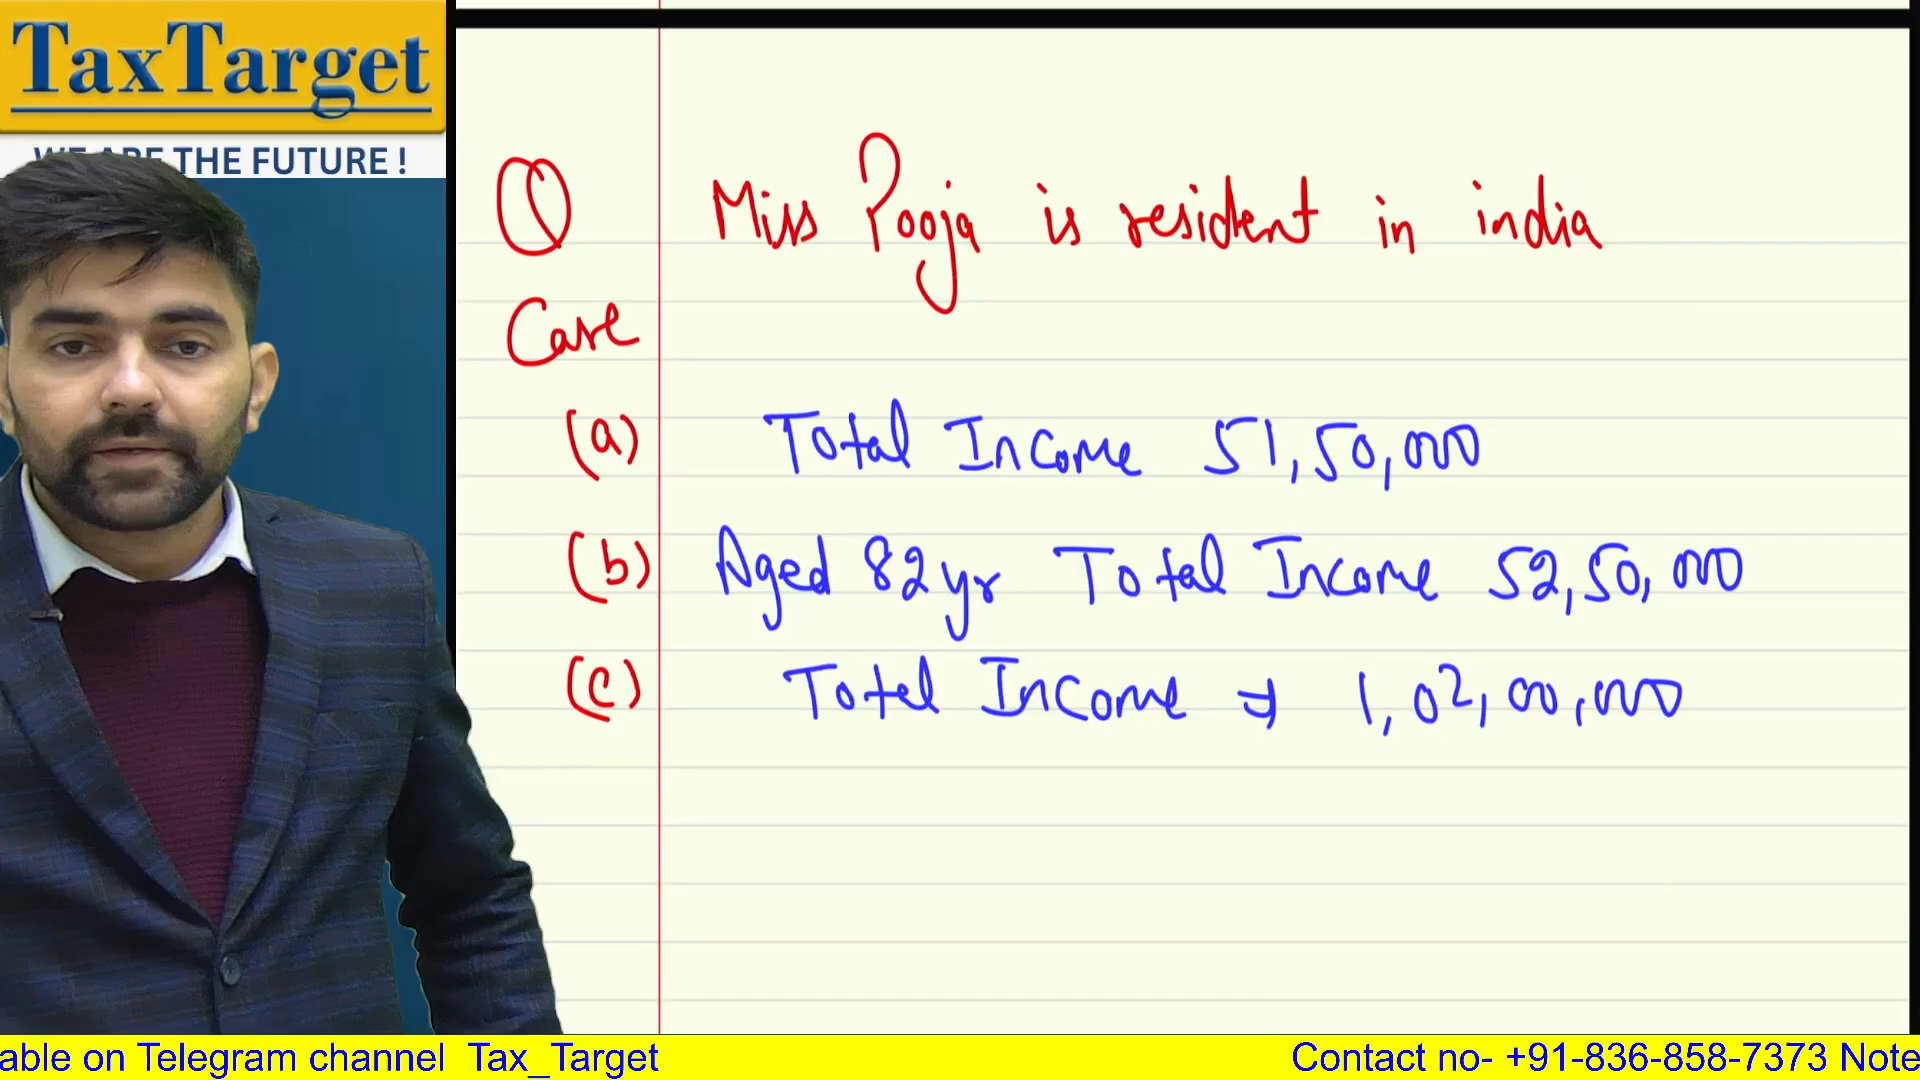 TaxTarget
WE ARE THE FUTURE !
Q Miss Pooja is resident in india
Case
(a) Total Income 51,50,000
(b) Aged 82 yr Total Income 52,50,000
(c) Total Income ⇒ 1,02,00,000
able on Telegram channel Tax_Target Contact no- +91-836-858-7373 Note